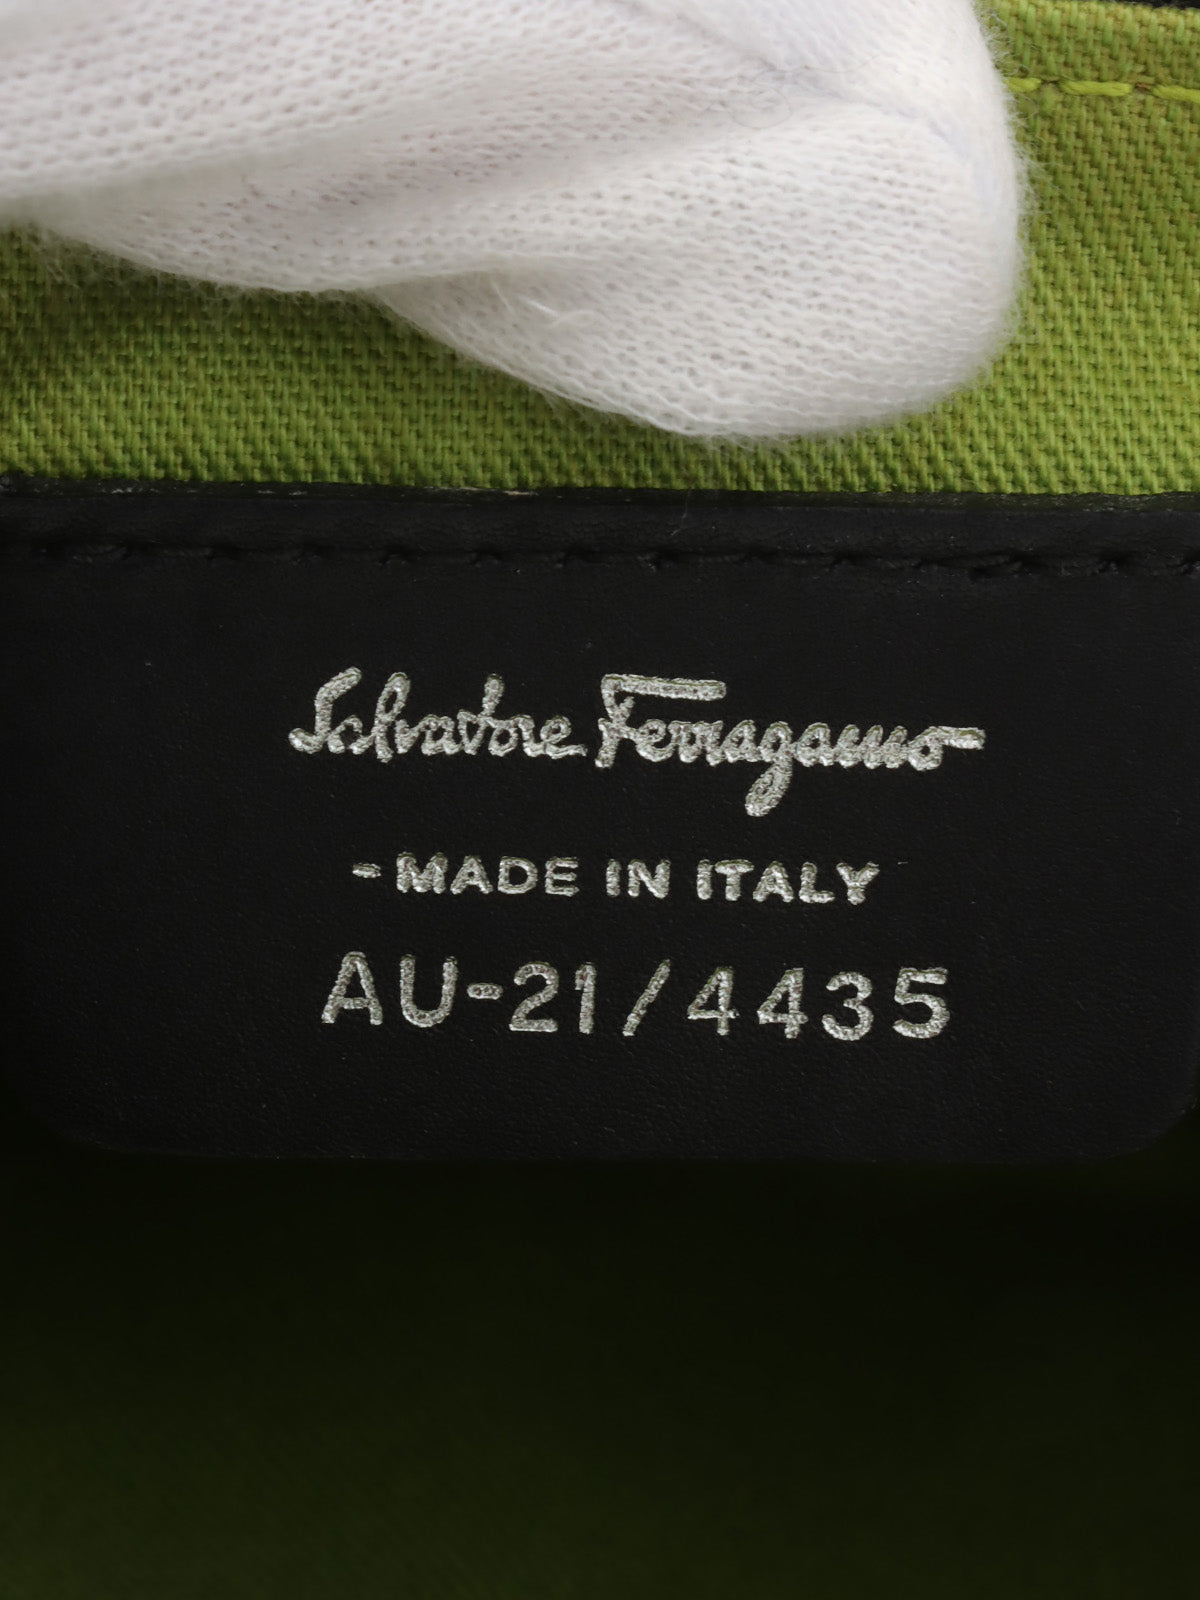 Salvatore Ferragamo
-MADE IN ITALY
AU-21/4435